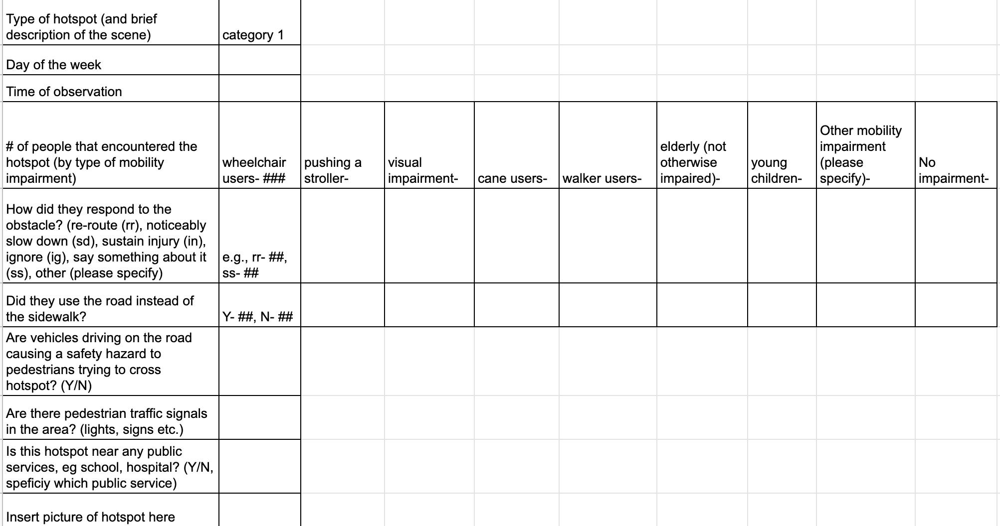 Type of hotspot (and brief
description of the scene)
category 1
Day of the week
Time of observation
# of people that encountered the
hotspot (by type of mobility
impairment)
wheelchair
users- ###
pushing a
stroller-
visual
impairment-
cane users-
walker users-
elderly (not
otherwise
impaired)-
young
children-
Other mobility
impairment
(please
specify)-
No
impairment-
How did they respond to the
obstacle? (re-route (rr), noticeably
slow down (sd), sustain injury (in),
ignore (ig), say something about it
(ss), other (please specify)
e.g., rr- ##,
ss- ##
Did they use the road instead of
the sidewalk?
Y- ##, N- ##
Are vehicles driving on the road
causing a safety hazard to
pedestrians trying to cross
hotspot? (Y/N)
Are there pedestrian traffic signals
in the area? (lights, signs etc.)
Is this hotspot near any public
services, eg school, hospital? (Y/N,
speficiy which public service)
Insert picture of hotspot here